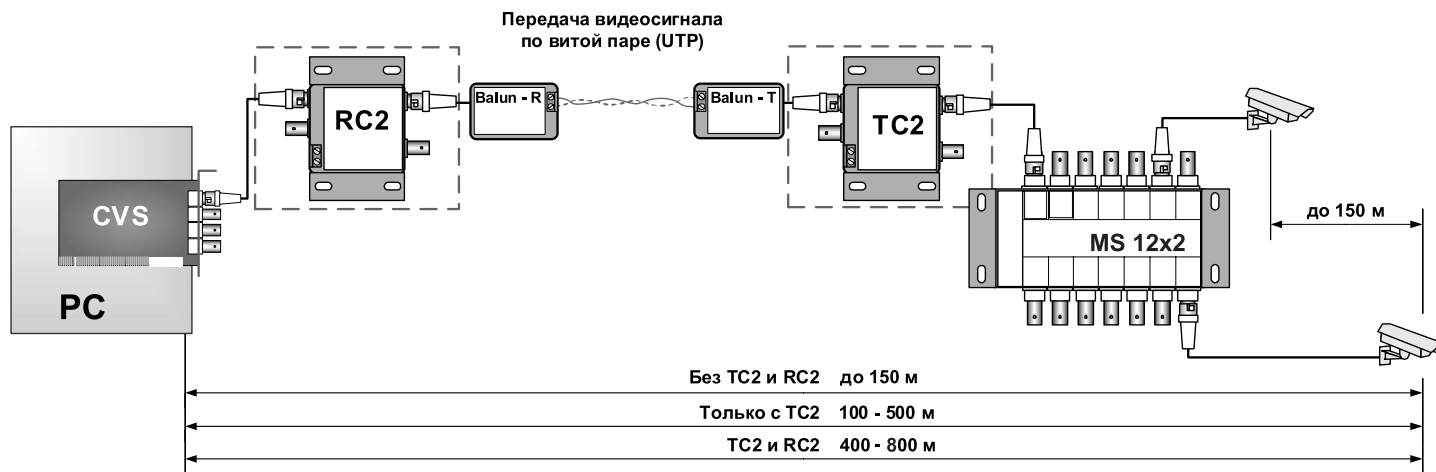 Передача видеосигнала
по витой паре (UTP)
RC2
Balun - R
Balun - T
TC2
CVS
PC
MS 12x2
до 150 м
Без TC2 и RC2 до 150 м
Только с TC2 100 - 500 м
TC2 и RC2 400 - 800 м